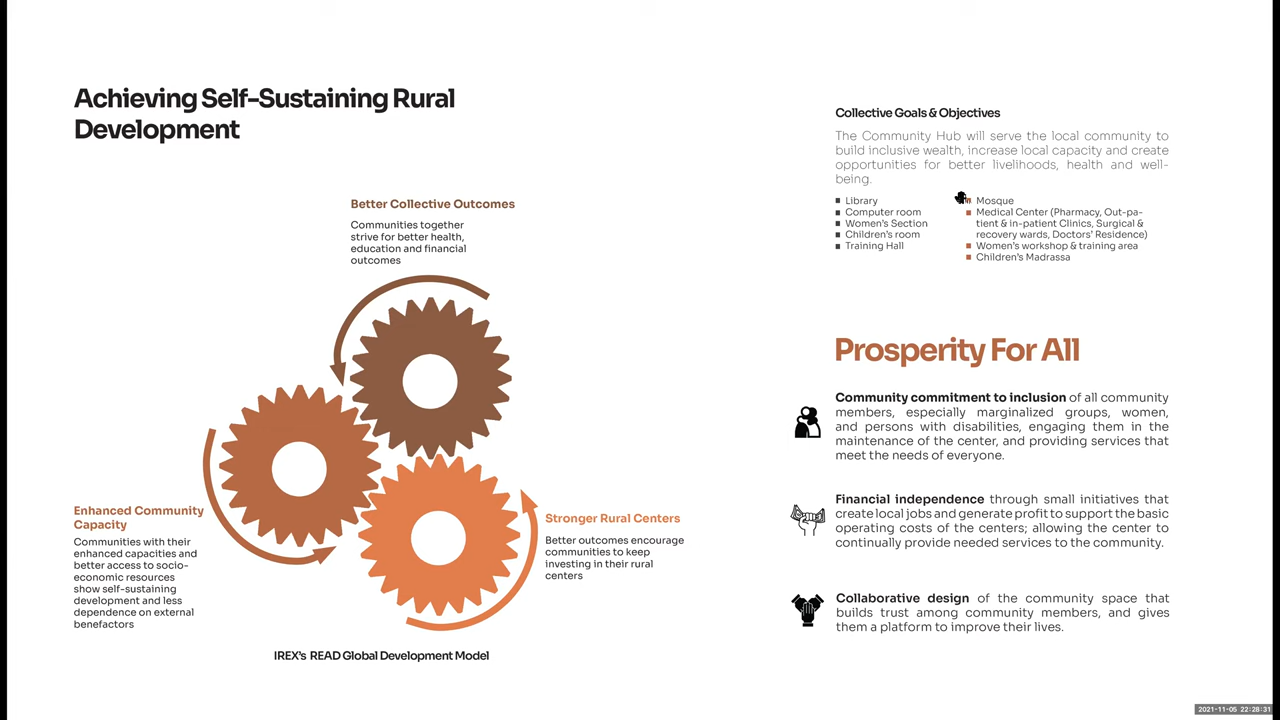 Achieving Self-Sustaining Rural
Development
Better Collective Outcomes
Communities together
strive for better health,
education and financial
outcomes
Enhanced Community
Capacity
Communities with their
enhanced capacities and
better access to socio-
economic resources
show self-sustaining
development and less
dependence on external
benefactors
Stronger Rural Centers
Better outcomes encourage
communities to keep
investing in their rural
centers
IREX's READ Global Development Model
Collective Goals & Objectives
The Community Hub will serve the local community to
build inclusive wealth, increase local capacity and create
opportunities for better livelihoods, health and well-
being.
Library
Computer room
Women's Section
Children's room
Training Hall
Mosque
Medical Center (Pharmacy, Out-pa-
tient & in-patient Clinics, Surgical &
recovery wards, Doctors' Residence)
Women's workshop & training area
Children's Madrassa
Prosperity For All
Community commitment to inclusion of all community
members, especially marginalized groups, women,
and persons with disabilities, engaging them in the
maintenance of the center, and providing services that
meet the needs of everyone.
Financial independence through small initiatives that
create local jobs and generate profit to support the basic
operating costs of the centers; allowing the center to
continually provide needed services to the community.
Collaborative design of the community space that
builds trust among community members, and gives
them a platform to improve their lives.
2021-11-05 22:28:31